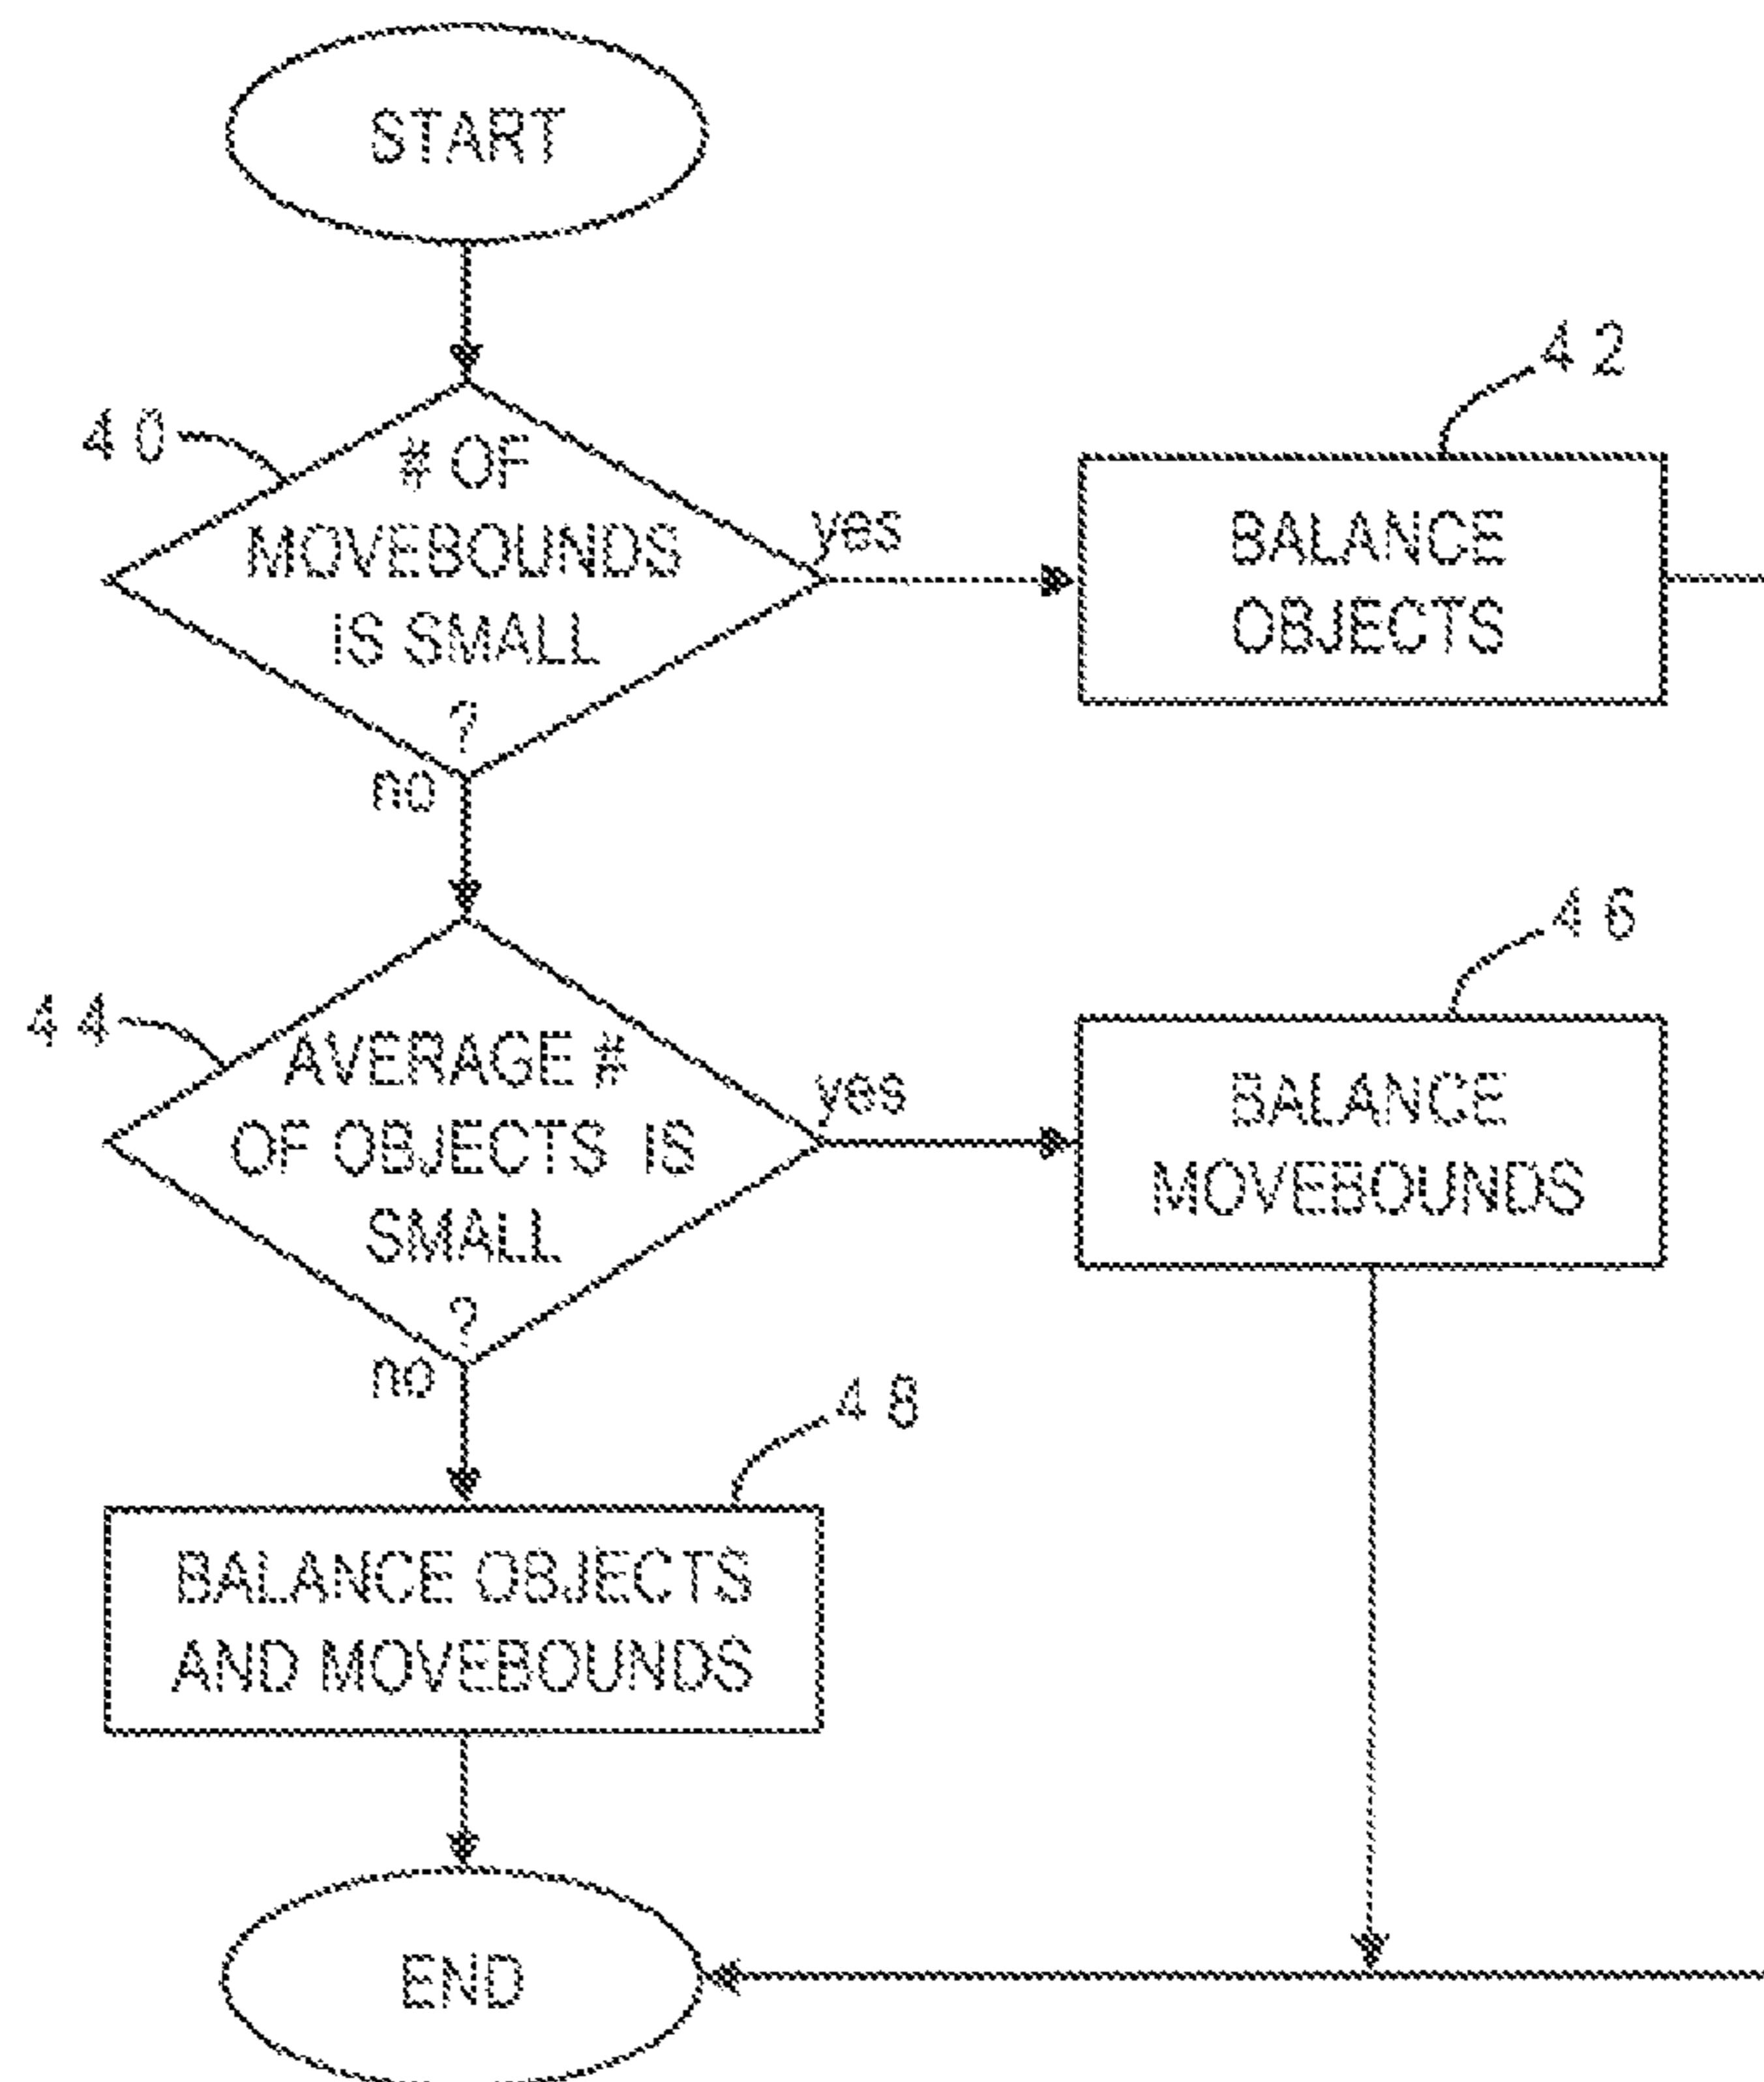 START
40
# OF
MOVEBOUNDS
IS SMALL
?
yes
no
42
BALANCE
OBJECTS
44
AVERAGE #
OF OBJECTS IS
SMALL
?
yes
no
46
BALANCE
MOVEBOUNDS
48
BALANCE OBJECTS
AND MOVEBOUNDS
END